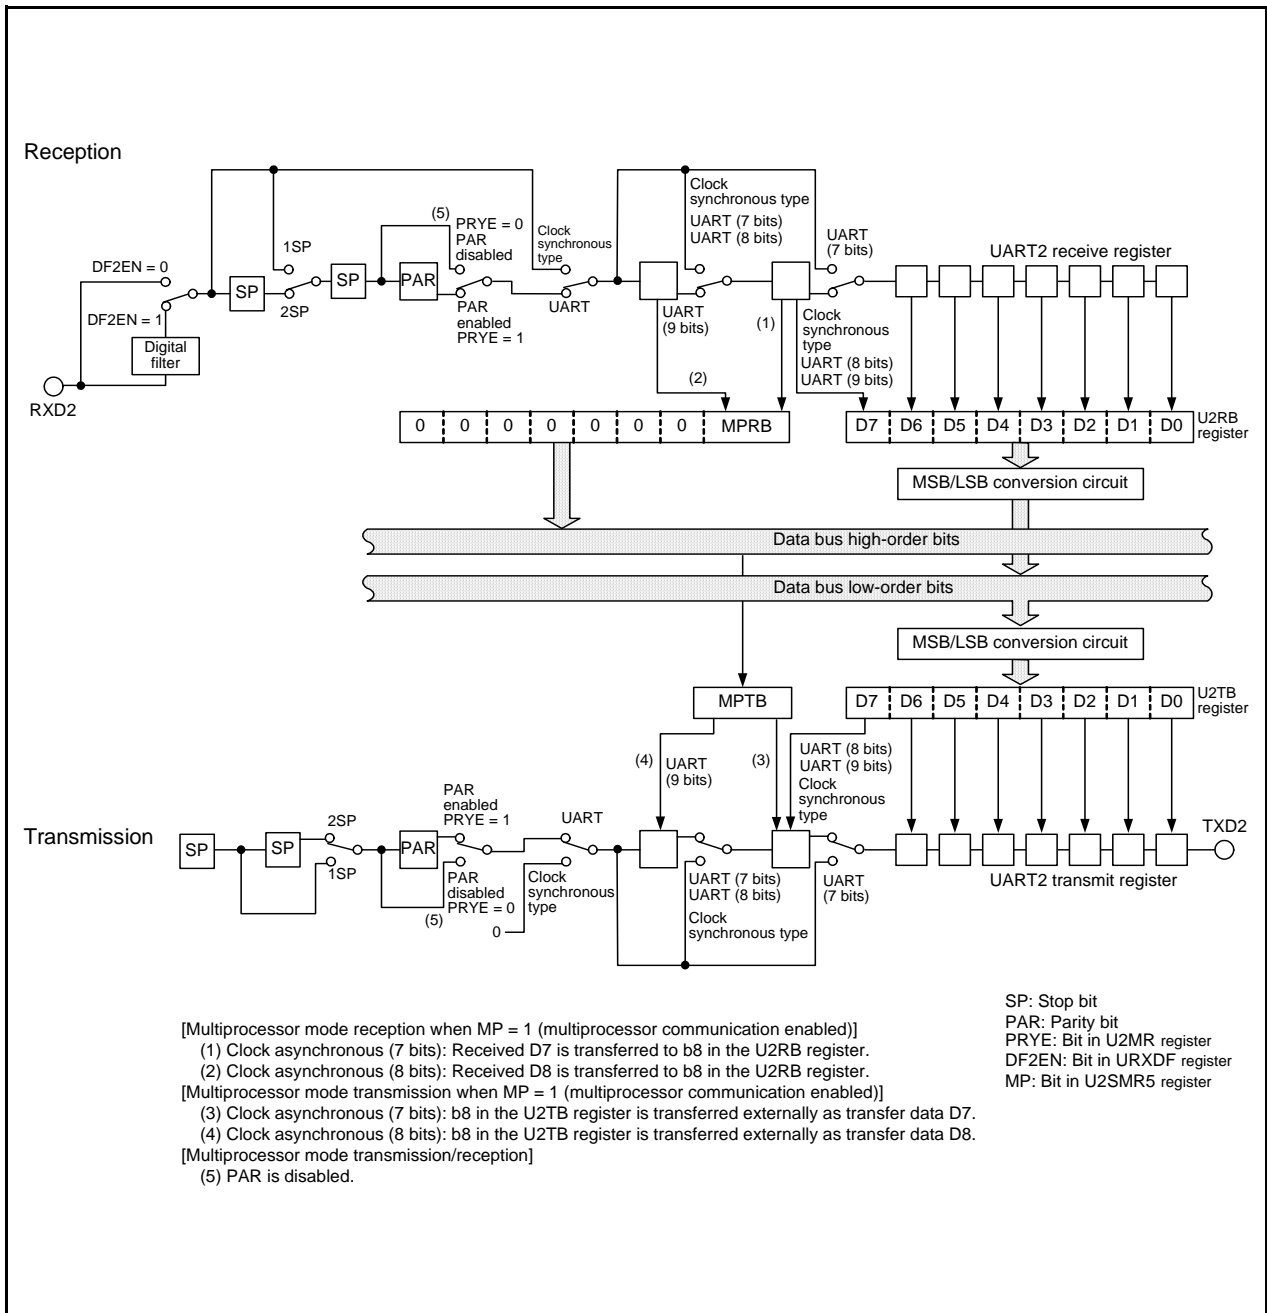 Reception
(5)
PRYE = 0
PAR
disabled
Clock
synchronous
type
Clock
synchronous type
UART (7 bits)
UART (8 bits)
UART
(7 bits)
UART2 receive register
1SP
DF2EN = 0
SP
2SP
SP
PAR
DF2EN = 1
PAR
enabled
PRYE = 1
UART
UART
(9 bits)
(1)
Clock
synchronous
type
UART (8 bits)
UART (9 bits)
Digital
filter
(2)
RXD2
0 0 0 0 0 0 0 MPRB
D7 D6 D5 D4 D3 D2 D1 D0
U2RB
register
MSB/LSB conversion circuit
Data bus high-order bits
Data bus low-order bits
MSB/LSB conversion circuit
MPTB
D7 D6 D5 D4 D3 D2 D1 D0
U2TB
register
(4)
UART
(9 bits)
(3)
UART (8 bits)
UART (9 bits)
Clock
synchronous
type
Transmission
SP
SP
2SP
1SP
PAR
PAR
enabled
PRYE = 1
UART
TXD2
PAR
disabled
PRYE = 0
(5)
Clock
synchronous
type
0
UART (7 bits)
UART (8 bits)
Clock
synchronous type
UART
(7 bits)
UART2 transmit register
SP: Stop bit
PAR: Parity bit
PRYE: Bit in U2MR register
DF2EN: Bit in URXDF register
MP: Bit in U2SMR5 register
[Multiprocessor mode reception when MP = 1 (multiprocessor communication enabled)]
(1) Clock asynchronous (7 bits): Received D7 is transferred to b8 in the U2RB register.
(2) Clock asynchronous (8 bits): Received D8 is transferred to b8 in the U2RB register.
[Multiprocessor mode transmission when MP = 1 (multiprocessor communication enabled)]
(3) Clock asynchronous (7 bits): b8 in the U2TB register is transferred externally as transfer data D7.
(4) Clock asynchronous (8 bits): b8 in the U2TB register is transferred externally as transfer data D8.
[Multiprocessor mode transmission/reception]
(5) PAR is disabled.